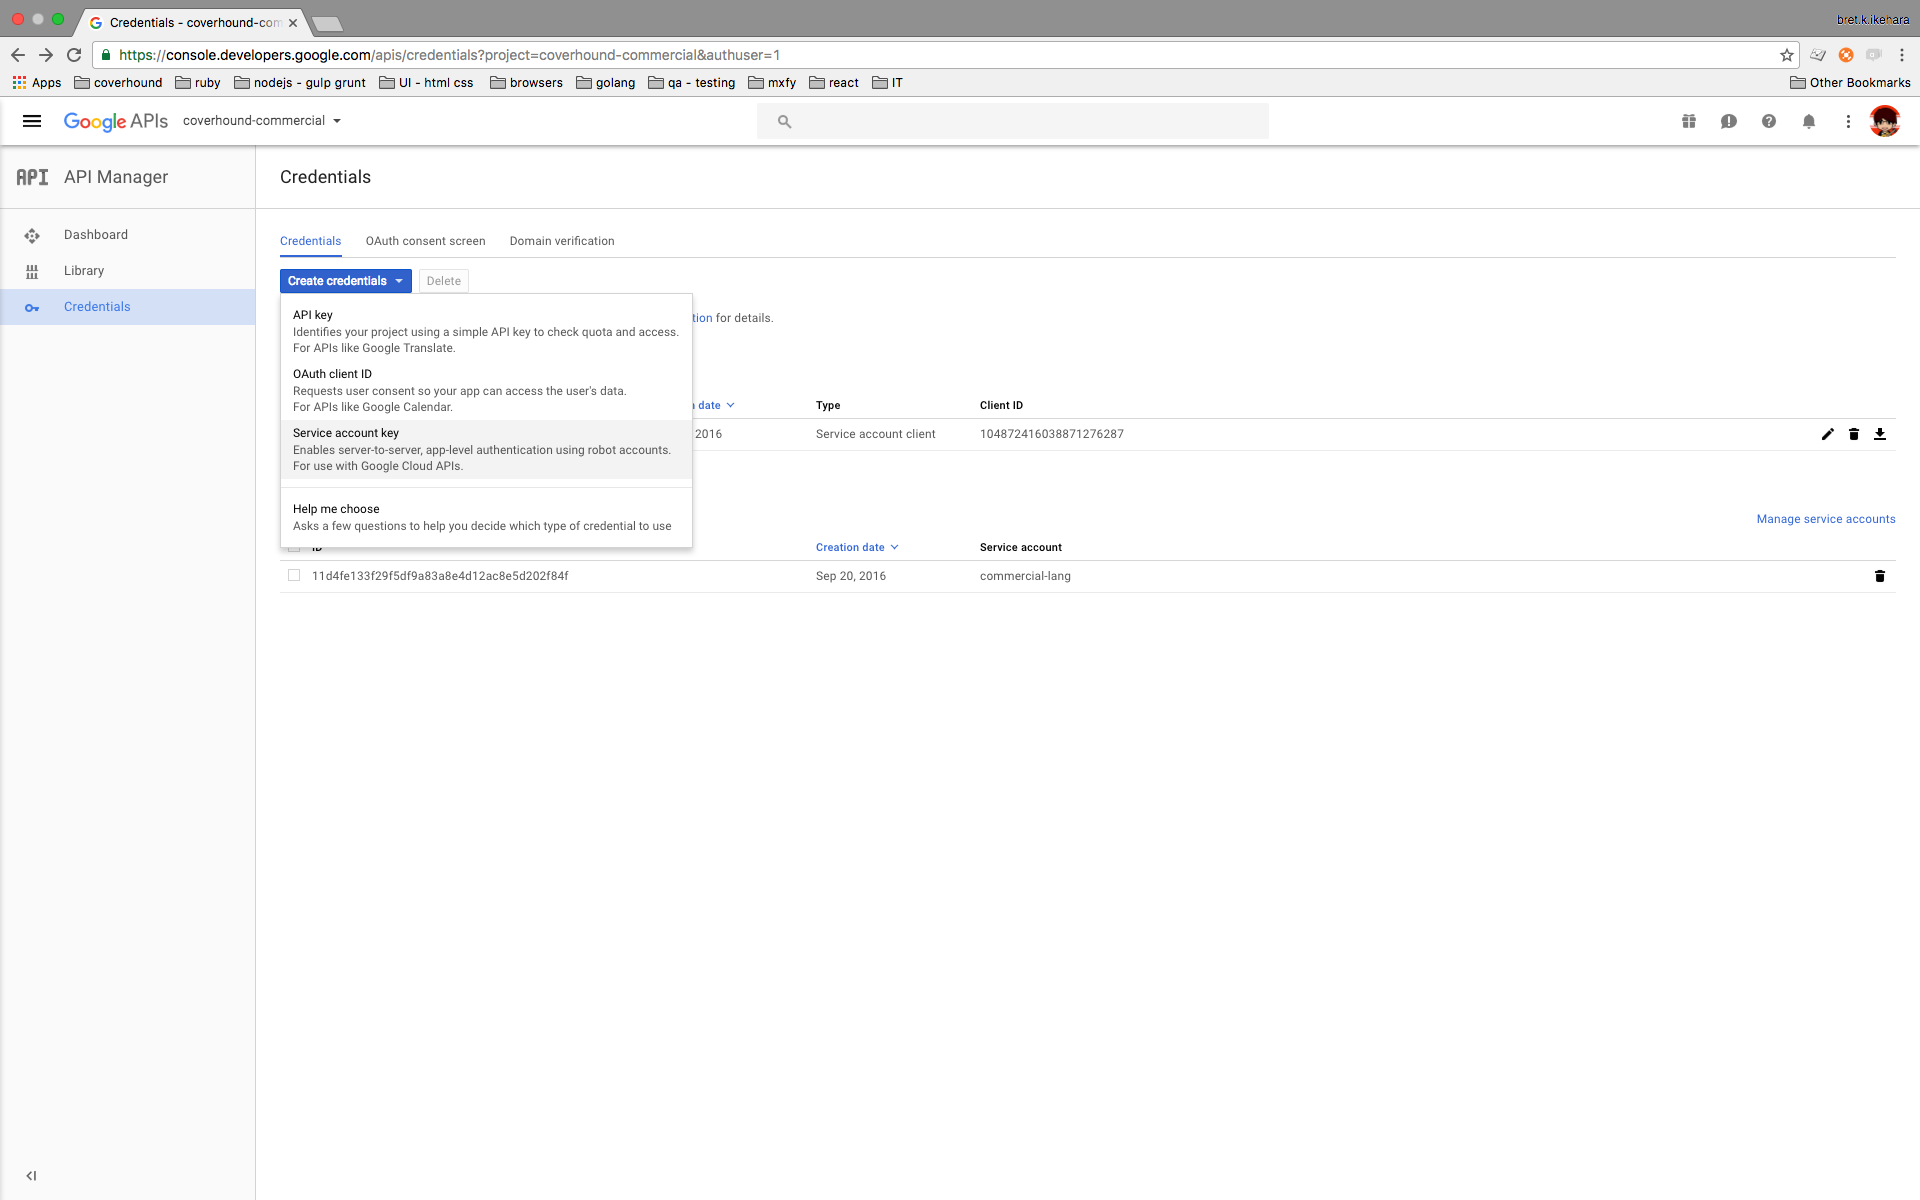 bret.k.ikehara
Credentials - coverhound-com
https://console.developers.google.com/apis/credentials?project=coverhound-commercial&authuser=1
Apps coverhound ruby nodejs - gulp grunt UI - html css browsers golang qa - testing mxfy react IT Other Bookmarks
Google APIs coverhound-commercial
API API Manager
Credentials
Dashboard
Library
Credentials
Credentials OAuth consent screen Domain verification
Create credentials Delete
API key
Identifies your project using a simple API key to check quota and access.
For APIs like Google Translate.
tion for details.
OAuth client ID
Requests user consent so your app can access the user's data.
For APIs like Google Calendar.
Service account key
Enables server-to-server, app-level authentication using robot accounts.
For use with Google Cloud APIs.
Help me choose
Asks a few questions to help you decide which type of credential to use
n date Type Client ID
2016 Service account client 104872416038871276287
Manage service accounts
ID Creation date Service account
11d4fe133f29f5df9a83a8e4d12ac8e5d202f84f Sep 20, 2016 commercial-lang